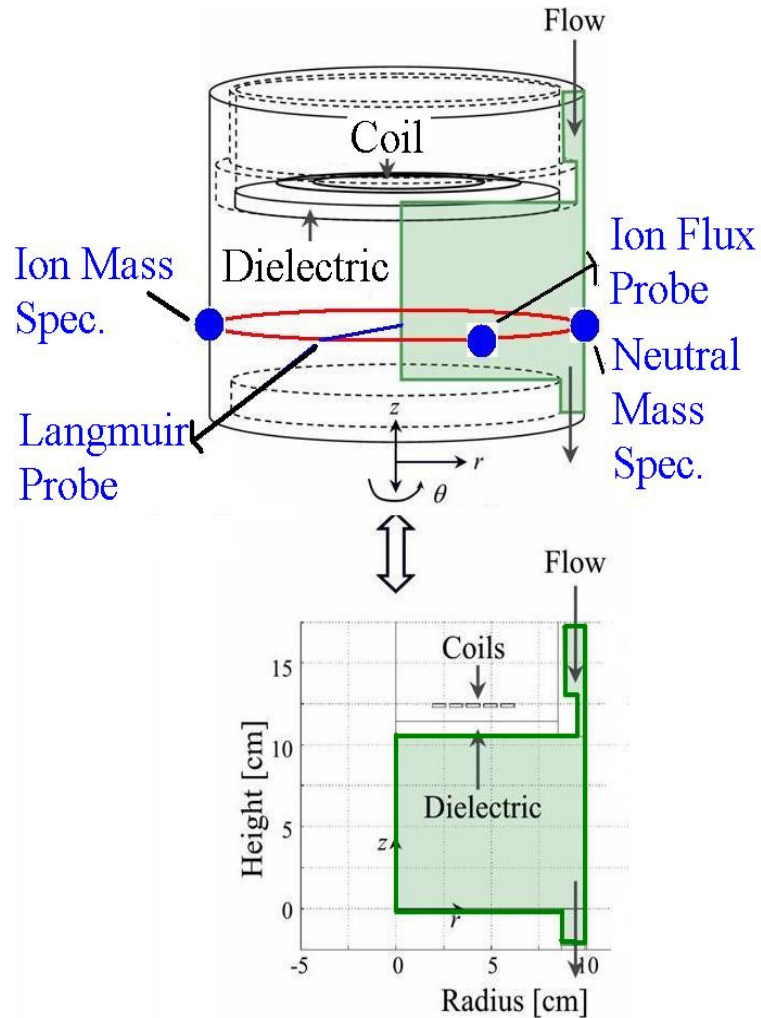 Flow
Coil
Dielectric
Ion Mass
Spec.
Ion Flux
Probe
Neutral
Mass
Spec.
Langmuir
Probe
z
r
θ
Flow
Coils
15
10
Dielectric
Height [cm]
5
z
0
r
-5
0
5
10
Radius [cm]